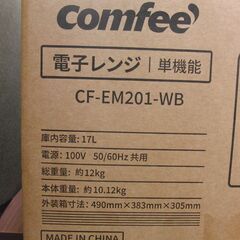 comfee'
電子レンジ｜単機能
CF-EM201-WB
庫内容量: 17L
電源: 100V 50/60Hz 共用
総重量: 約12kg
本体重量: 約10.12kg
外装箱寸法: 490mm×383mm×305mm
MADE IN CHINA